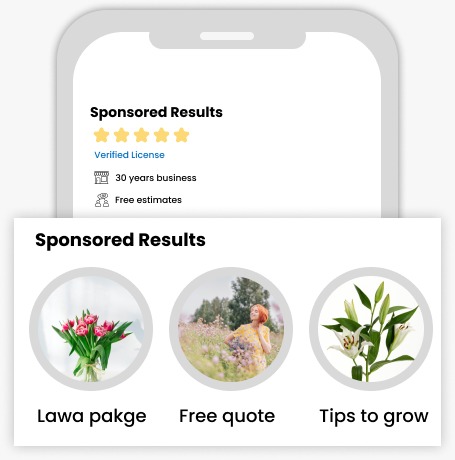 Sponsored Results
Verified License
30 years business
Free estimates
Sponsored Results
Lawa pakge
Free quote
Tips to grow